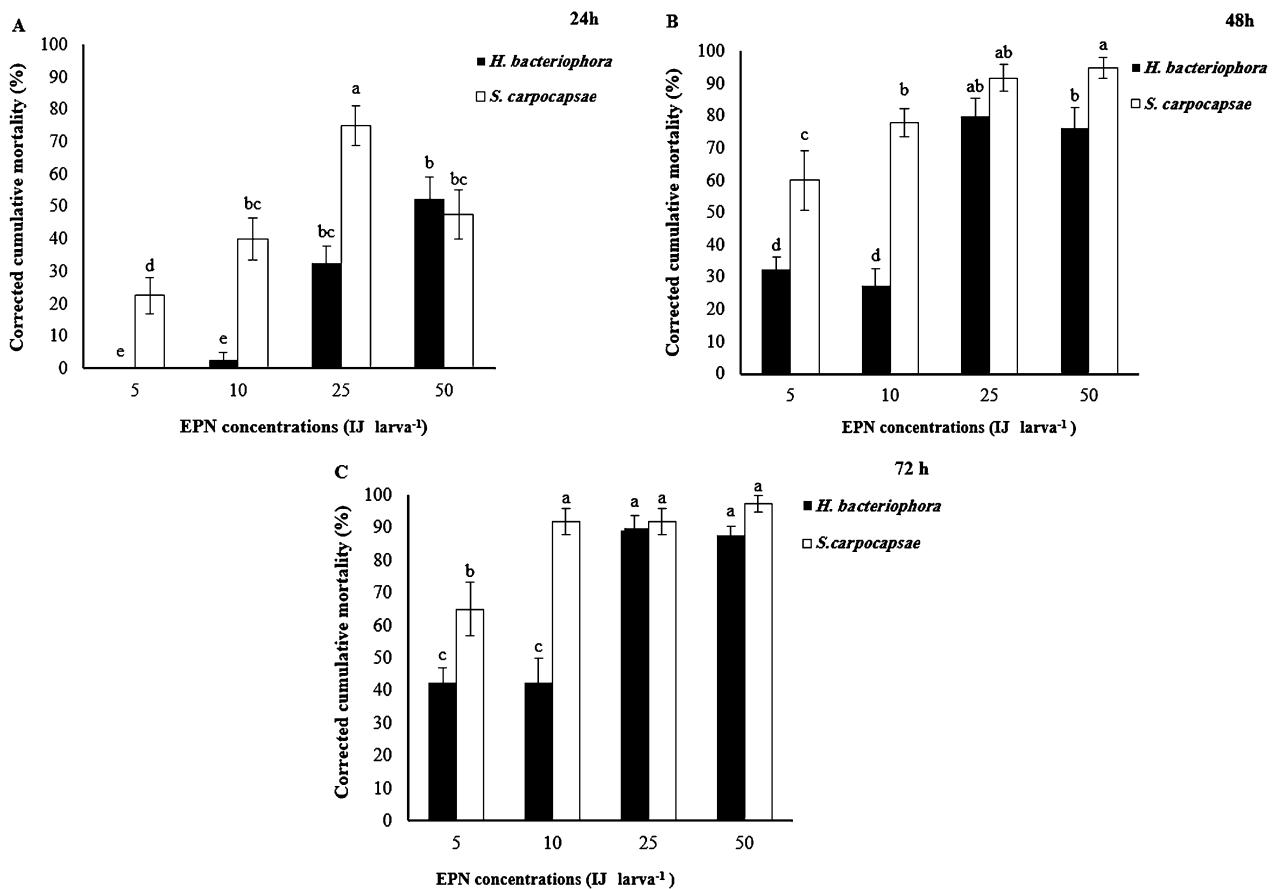 A
24h
Corrected cumulative mortality (%)
100
90
80
70
60
50
40
30
20
10
0
H. bacteriophora
S. carpocapsae
e
d
e
bc
bc
a
b
bc
5
10
25
50
EPN concentrations (IJ larva-1)
B
48h
Corrected cumulative mortality (%)
100
90
80
70
60
50
40
30
20
10
0
H. bacteriophora
S. carpocapsae
d
c
d
b
ab
ab
b
a
5
10
25
50
EPN concentrations (IJ larva-1 )
C
72 h
Corrected cumulative mortality (%)
100
90
80
70
60
50
40
30
20
10
0
H. bacteriophora
S.carpocapsae
c
b
c
a
a
a
a
a
5
10
25
50
EPN concentrations (IJ larva-1 )